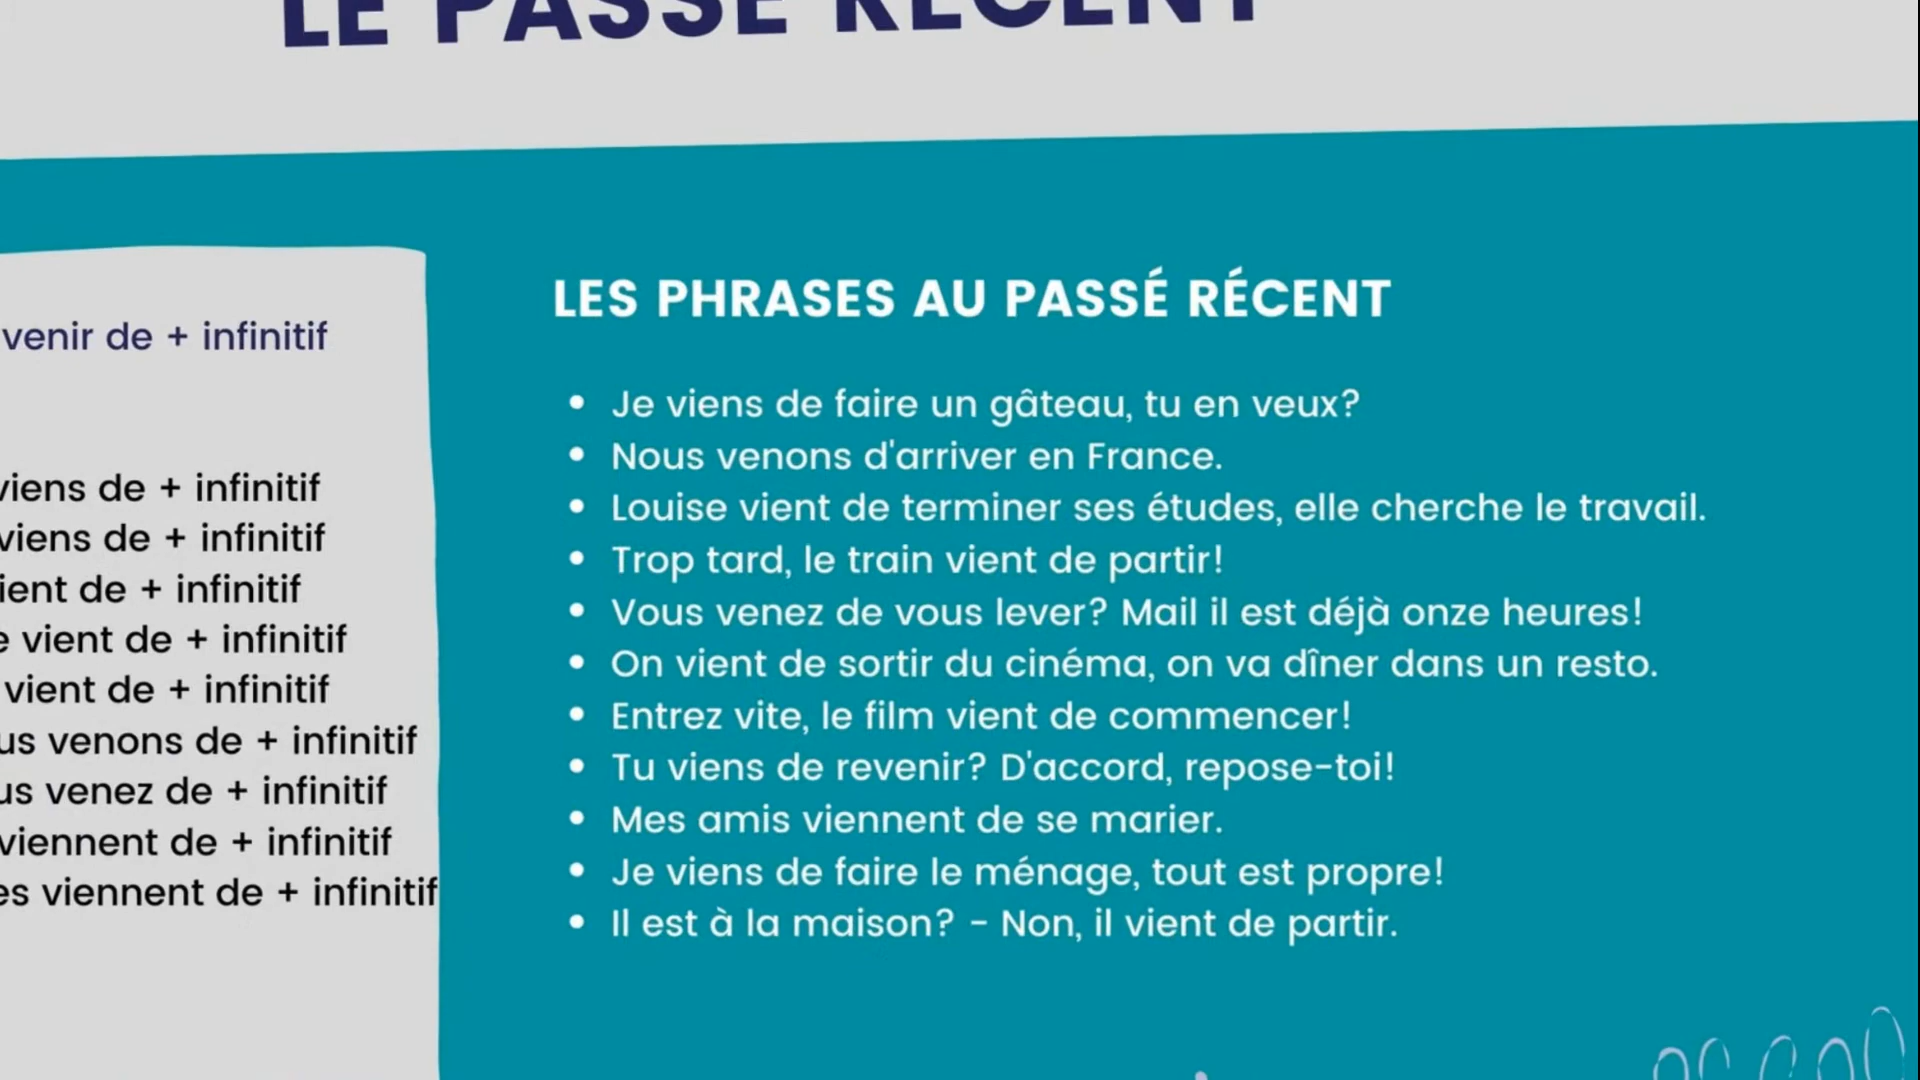 LE PASSÉ RÉCENT
venir de + infinitif
viens de + infinitif
viens de + infinitif
vient de + infinitif
vient de + infinitif
vient de + infinitif
venons de + infinitif
venez de + infinitif
viennent de + infinitif
viennent de + infinitif
LES PHRASES AU PASSÉ RÉCENT
• Je viens de faire un gâteau, tu en veux?
• Nous venons d'arriver en France.
• Louise vient de terminer ses études, elle cherche le travail.
• Trop tard, le train vient de partir!
• Vous venez de vous lever? Mail il est déjà onze heures!
• On vient de sortir du cinéma, on va dîner dans un resto.
• Entrez vite, le film vient de commencer!
• Tu viens de revenir? D'accord, repose-toi!
• Mes amis viennent de se marier.
• Je viens de faire le ménage, tout est propre!
• Il est à la maison? - Non, il vient de partir.